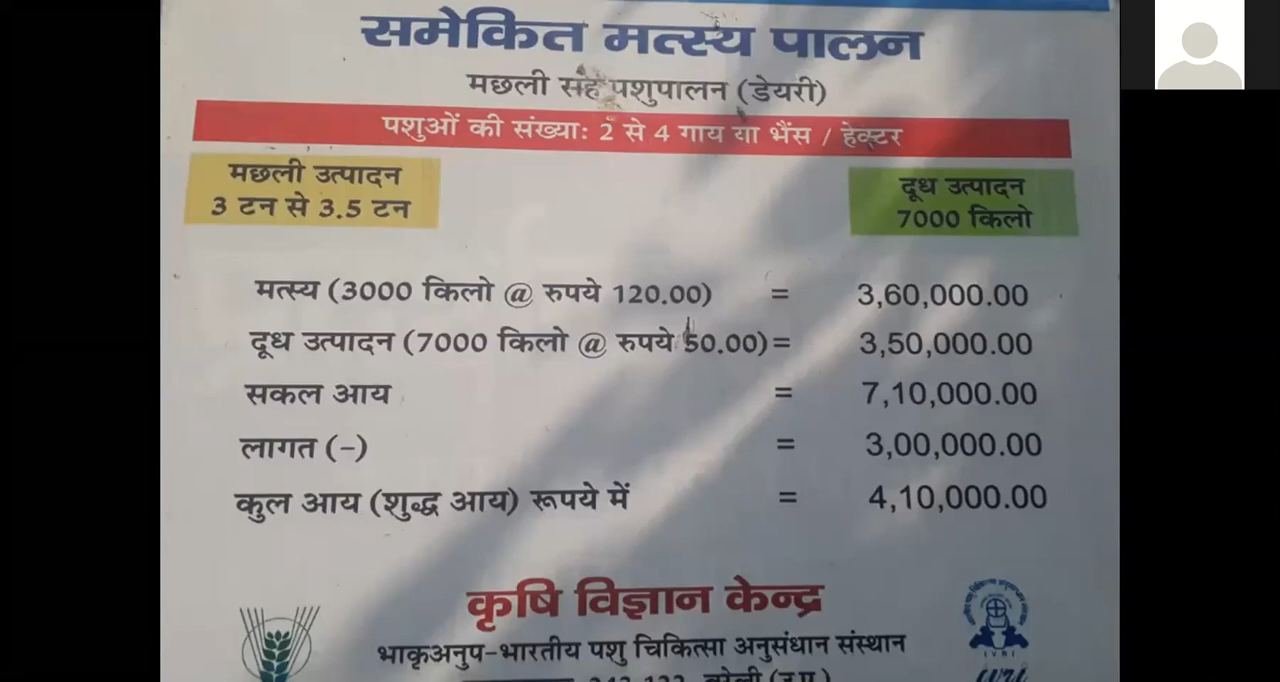 समेकित मत्स्य पालन
मछली सह पशुपालन (डेयरी)
पशुओं की संख्या: 2 से 4 गाय या भैंस / हेक्टर
मछली उत्पादन
3 टन से 3.5 टन
दूध उत्पादन
7000 किलो
मत्स्य (3000 किलो @ रुपये 120.00) = 3,60,000.00
दूध उत्पादन (7000 किलो @ रुपये 50.00) = 3,50,000.00
सकल आय = 7,10,000.00
लागत (-) = 3,00,000.00
कुल आय (शुद्ध आय) रूपये में = 4,10,000.00
कृषि विज्ञान केन्द्र
भाकृअनुप-भारतीय पशु चिकित्सा अनुसंधान संस्थान
IVRI